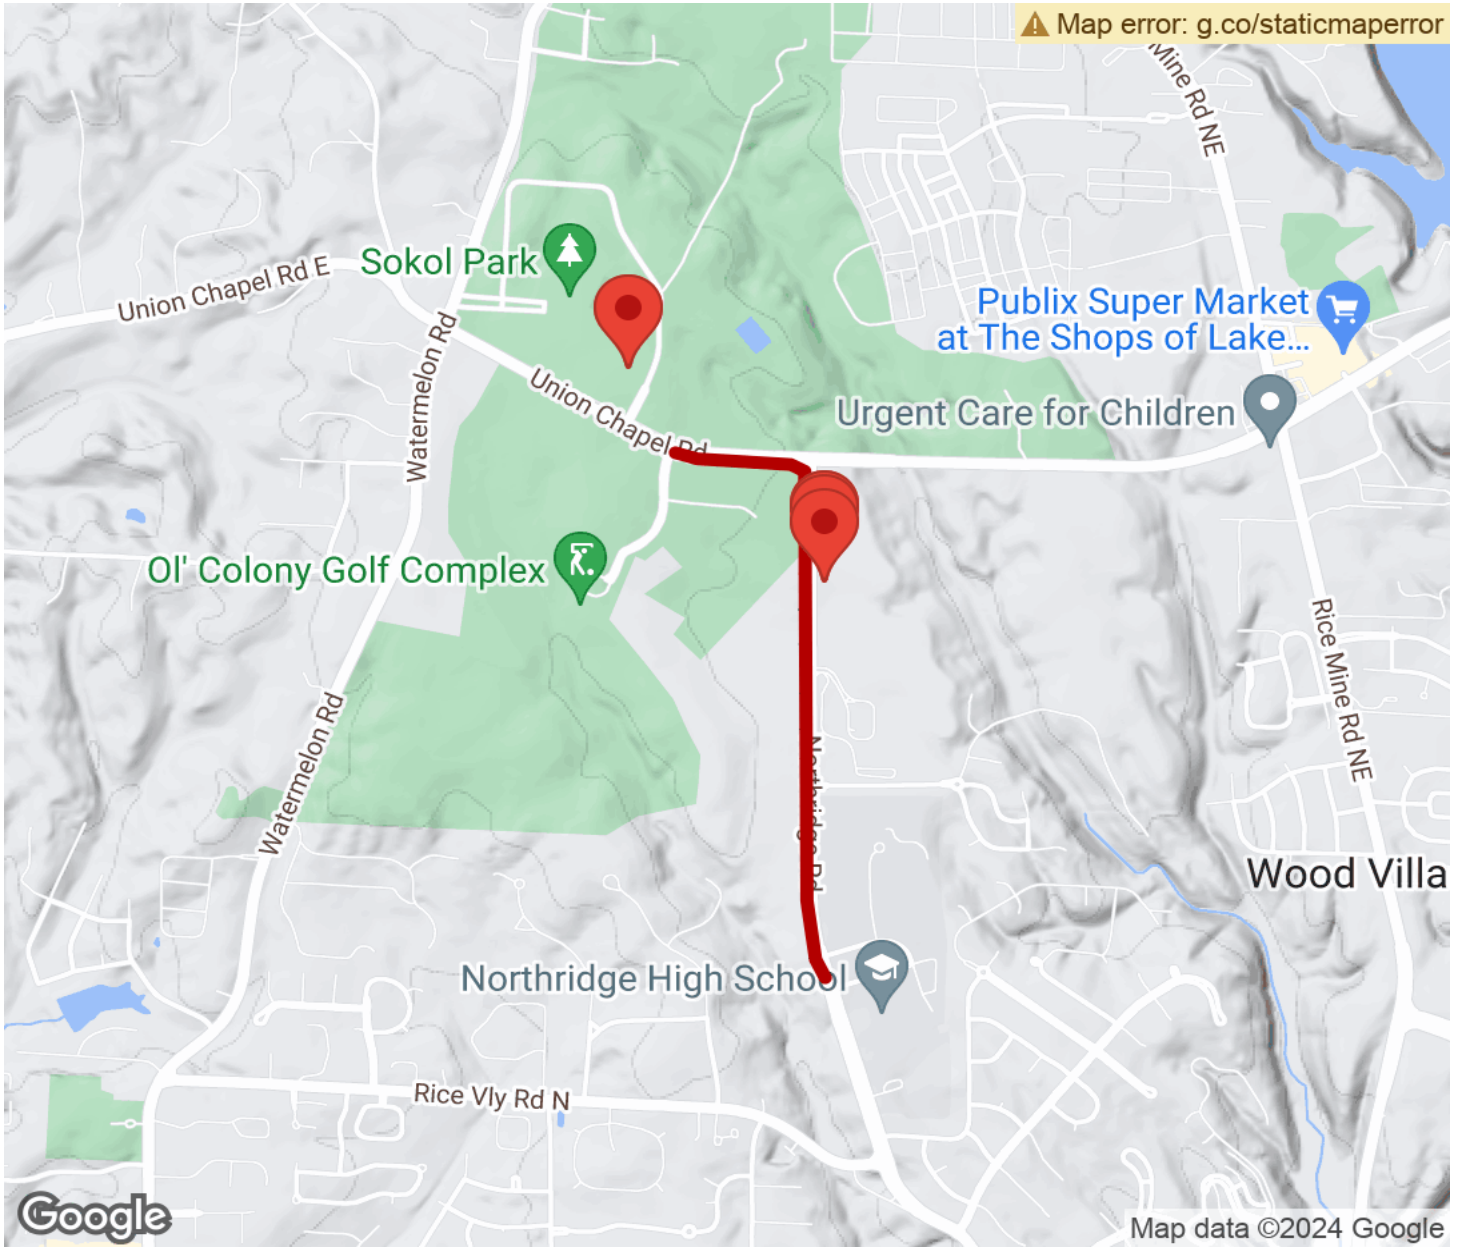 Map error: g.co/staticmaperror
Mine Rd NE
Sokol Park
Union Chapel Rd E
Publix Super Market
at The Shops of Lake...
Watermelon Rd
Union Chapel Rd
Urgent Care for Children
Ol' Colony Golf Complex
Rice Mine Rd NE
Watermelon Rd
Northridge Rd
Wood Villa
Northridge High School
Rice Vly Rd N
Google
Map data ©2024 Google